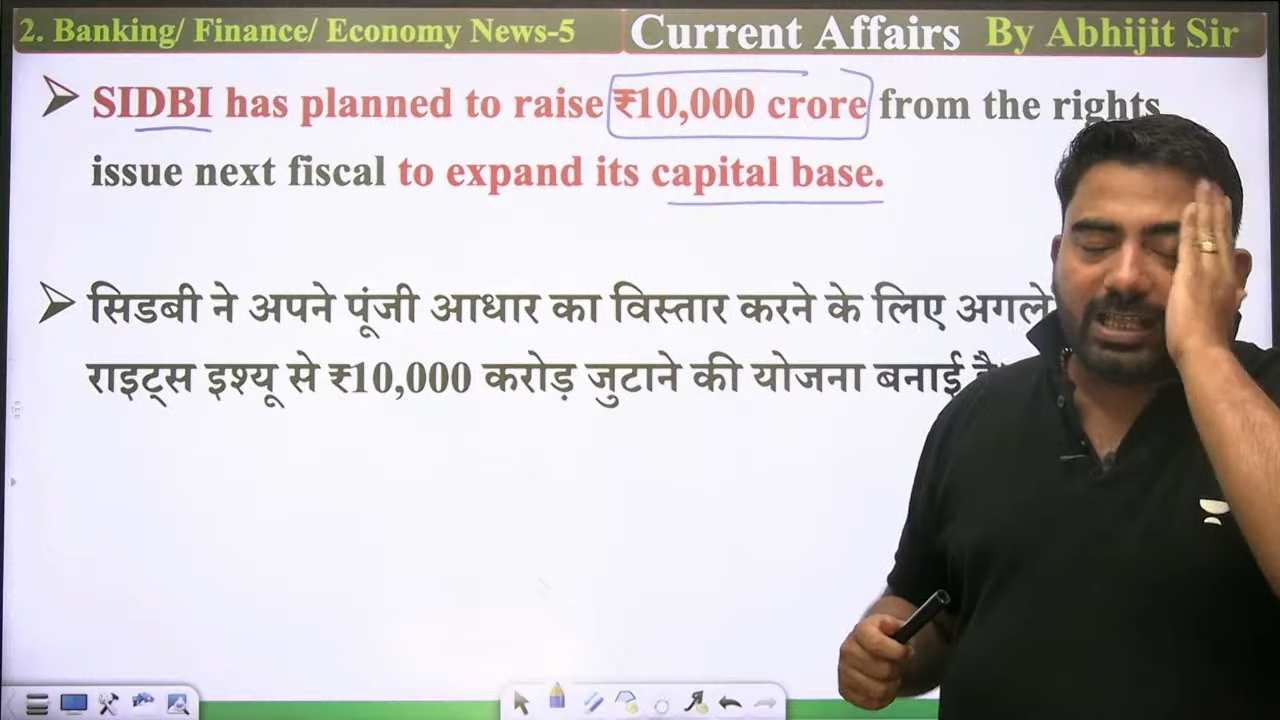 2. Banking/ Finance/ Economy News-5 Current Affairs By Abhijit Sir
SIDBI has planned to raise ₹10,000 crore from the rights
issue next fiscal to expand its capital base.
सिडबी ने अपने पूंजी आधार का विस्तार करने के लिए अगले
राइट्स इश्यू से ₹10,000 करोड़ जुटाने की योजना बनाई है